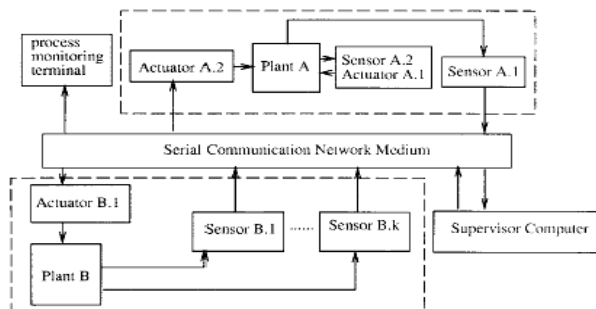 process
monitoring
terminal
Actuator A.2
Plant A
Sensor A.2
Actuator A.1
Sensor A.1
Serial Communication Network Medium
Actuator B.1
Sensor B.1
......
Sensor B.k
Supervisor Computer
Plant B